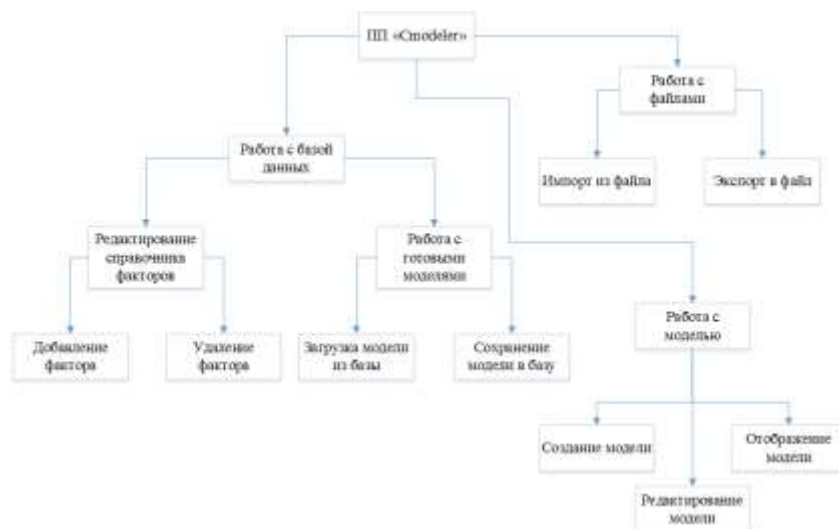 ПП «Cmodeler»
Работа с
файлами
Работа с базой
данных
Импорт из файла
Экспорт в файл
Редактирование
справочника
факторов
Работа с
готовыми
моделями
Работа с
моделью
Добавление
фактора
Удаление
фактора
Загрузка модели
из базы
Сохранение
модели в базу
Создание модели
Отображение
модели
Редактирование
модели